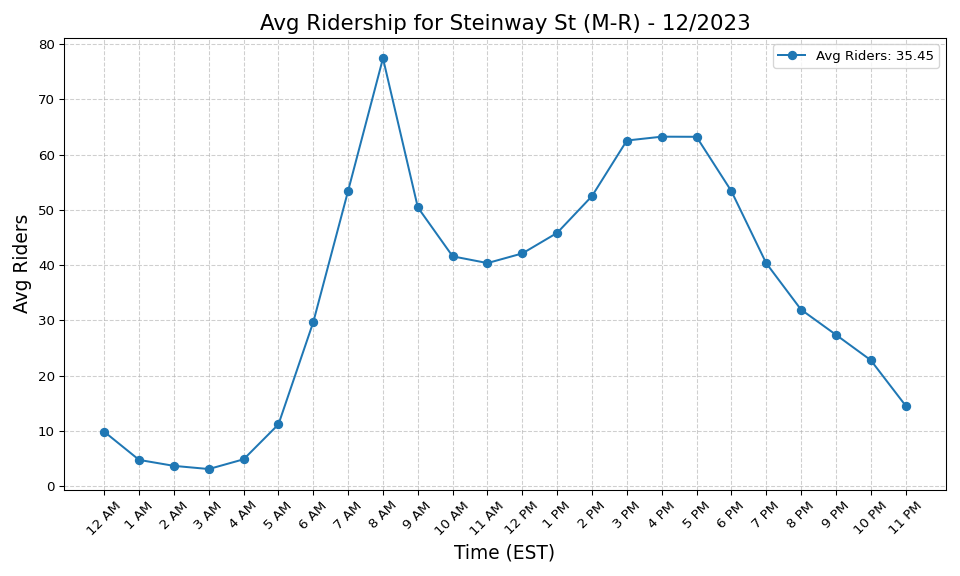 Avg Ridership for Steinway St (M-R) - 12/2023
Avg Riders: 35.45
Avg Riders
80
70
60
50
40
30
20
10
0
12 AM
1 AM
2 AM
3 AM
4 AM
5 AM
6 AM
7 AM
8 AM
9 AM
10 AM
11 AM
12 PM
1 PM
2 PM
3 PM
4 PM
5 PM
6 PM
7 PM
8 PM
9 PM
10 PM
11 PM
Time (EST)